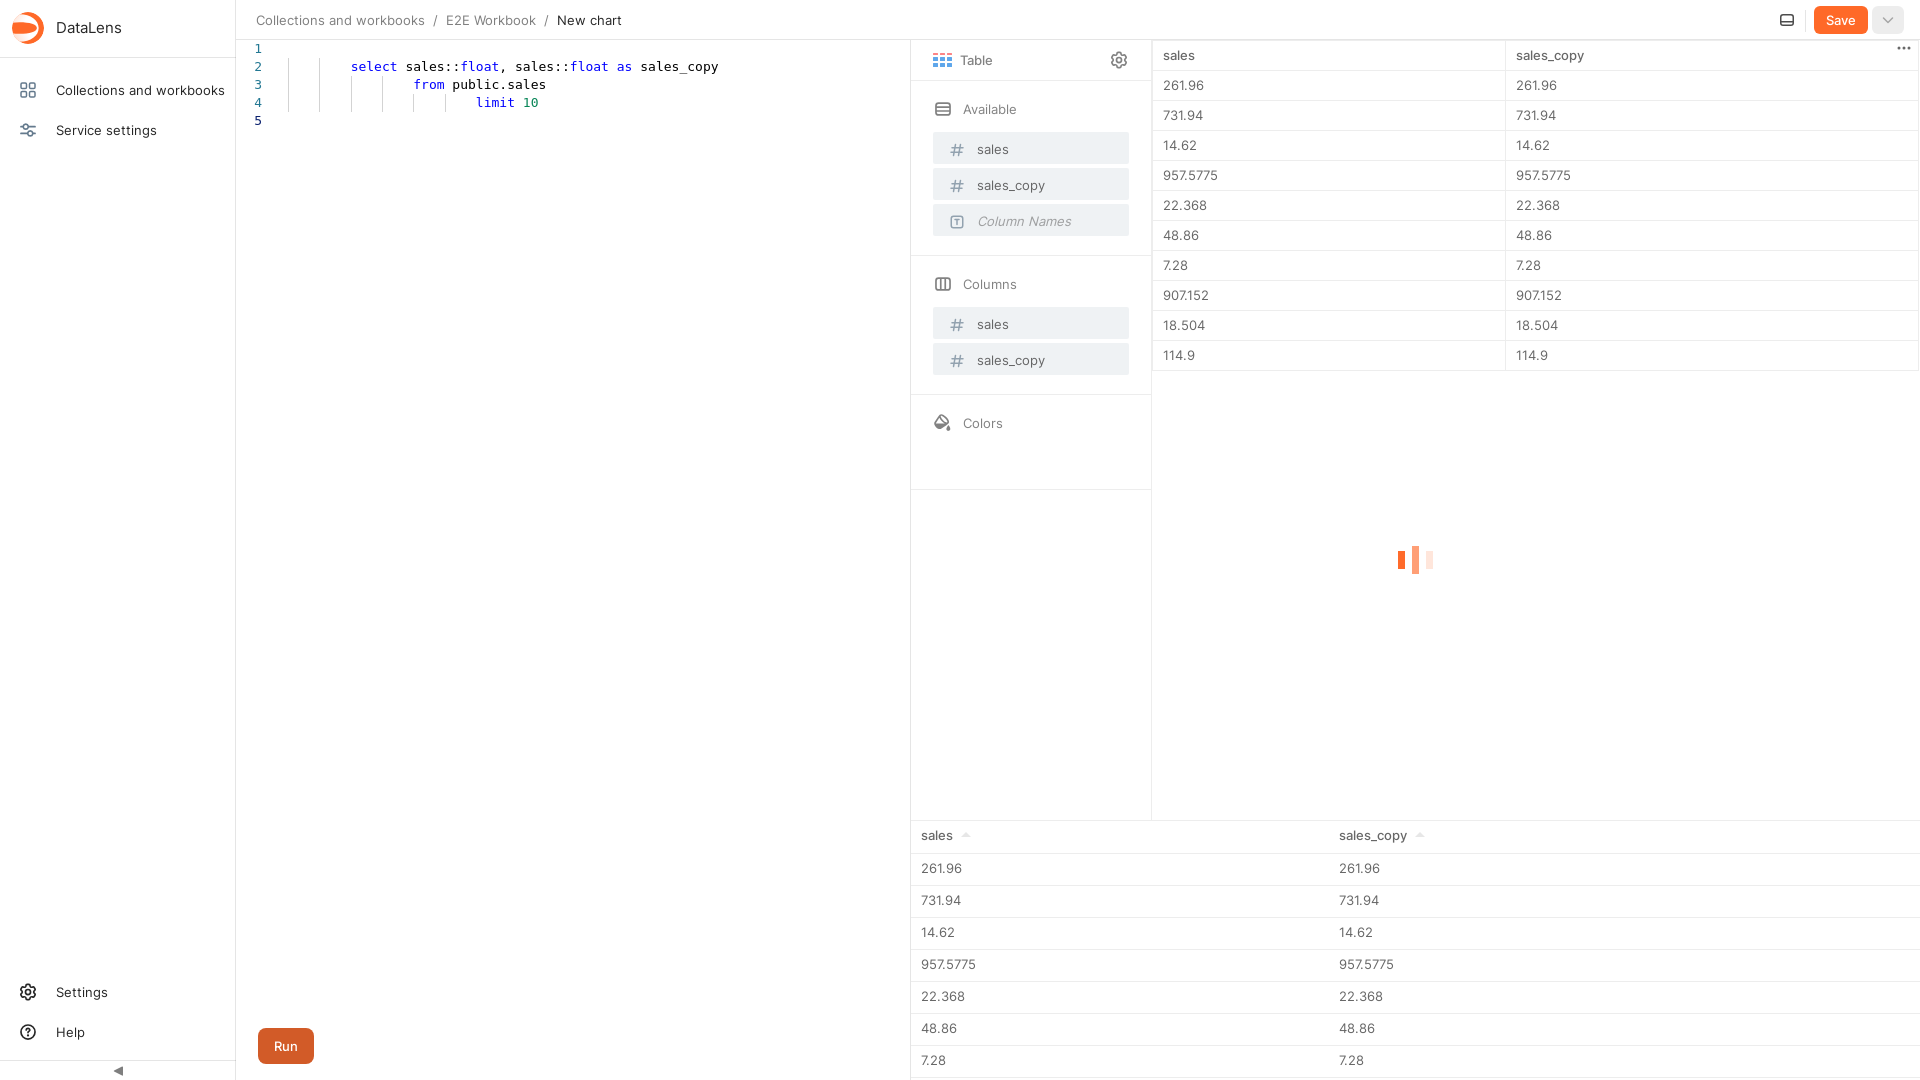 DataLens
Collections and workbooks
Service settings
Settings
Help
Collections and workbooks / E2E Workbook / New chart
Save
1
2 select sales::float, sales::float as sales_copy
3 from public.sales
4 limit 10
5
Run
Table
Available
sales
sales_copy
Column Names
Columns
sales
sales_copy
Colors
sales sales_copy
261.96 261.96
731.94 731.94
14.62 14.62
957.5775 957.5775
22.368 22.368
48.86 48.86
7.28 7.28
907.152 907.152
18.504 18.504
114.9 114.9
sales sales_copy
261.96 261.96
731.94 731.94
14.62 14.62
957.5775 957.5775
22.368 22.368
48.86 48.86
7.28 7.28